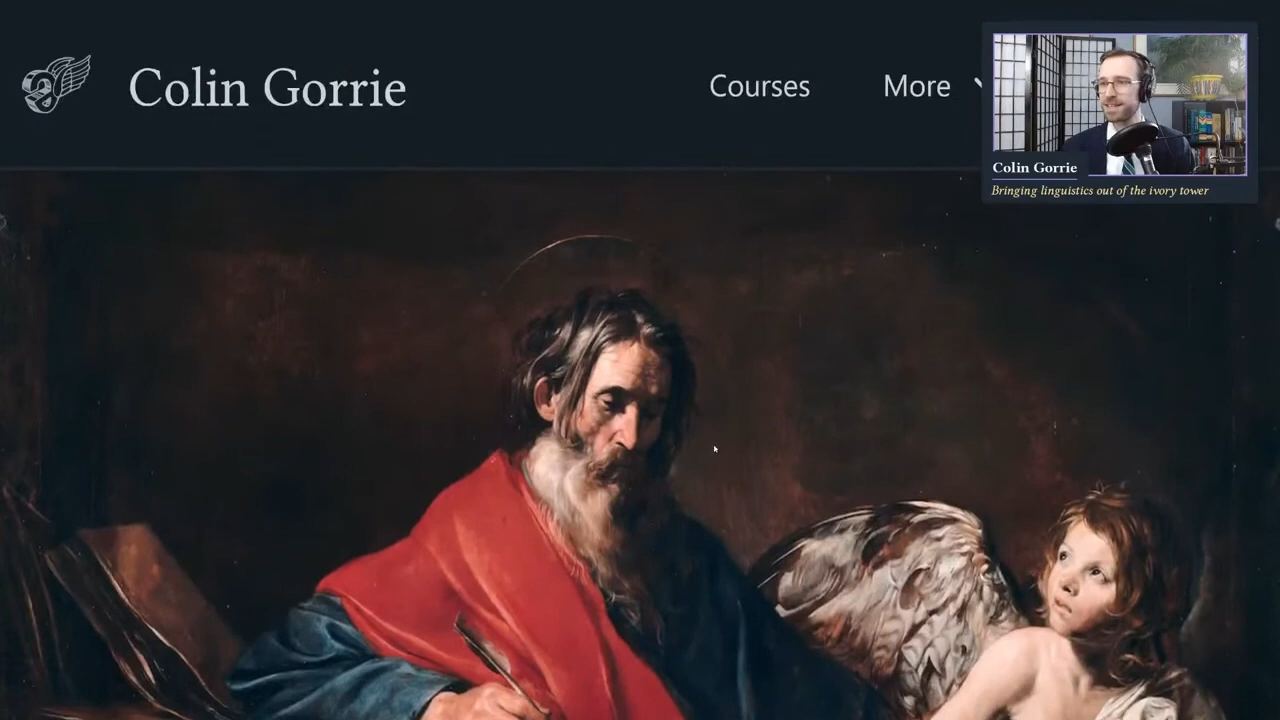 Colin Gorrie
Courses
More
Colin Gorrie
Bringing linguistics out of the ivory tower